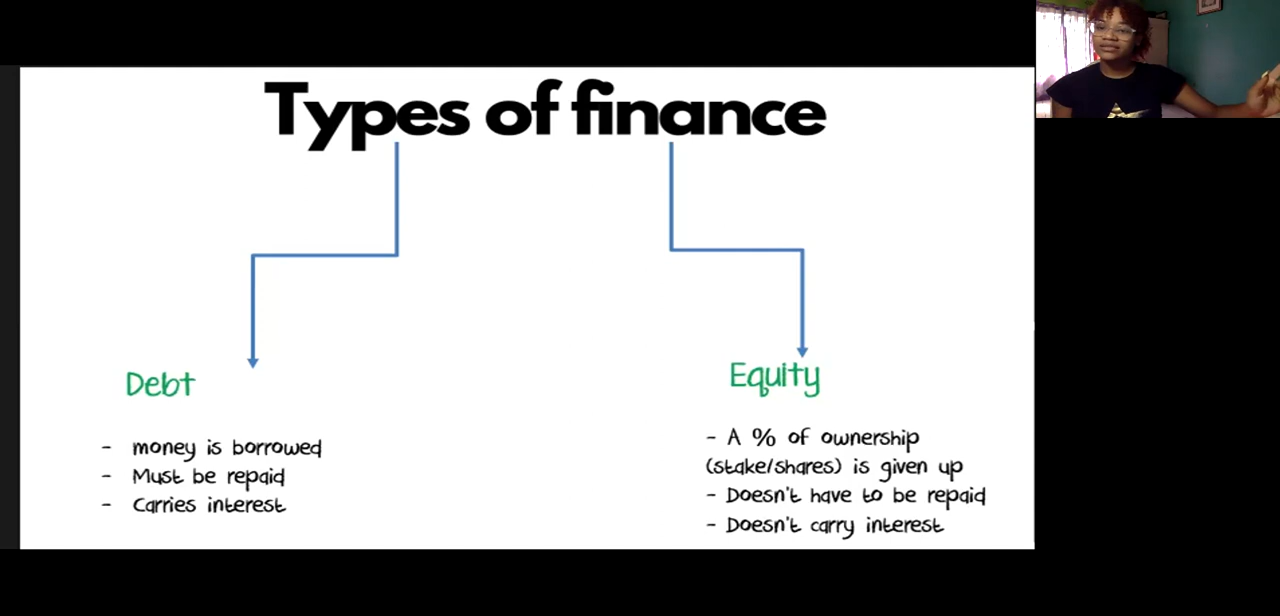 Types of finance
Debt
- money is borrowed
- Must be repaid
- Carries interest
Equity
- A % of ownership
(stake/shares) is given up
- Doesn't have to be repaid
- Doesn't carry interest